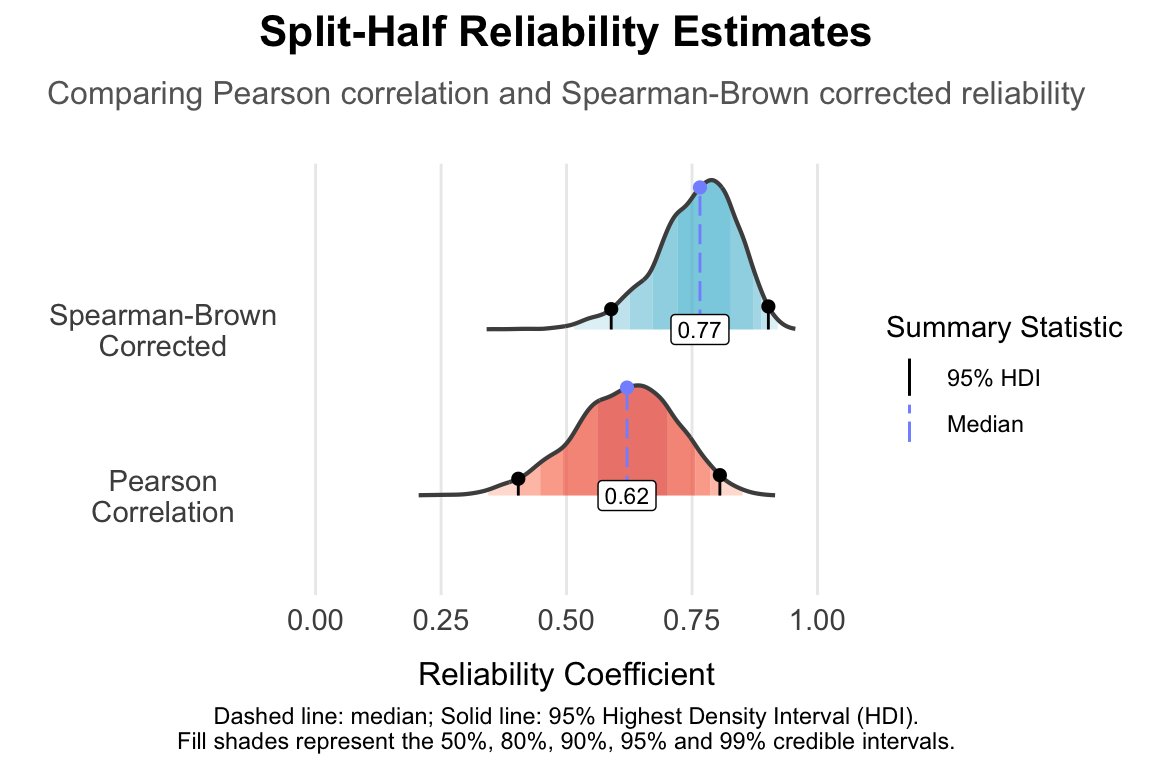 Split-Half Reliability Estimates
Comparing Pearson correlation and Spearman-Brown corrected reliability
Spearman-Brown
Corrected
0.77
Pearson
Correlation
0.62
Summary Statistic
95% HDI
Median
0.00 0.25 0.50 0.75 1.00
Reliability Coefficient
Dashed line: median; Solid line: 95% Highest Density Interval (HDI).
Fill shades represent the 50%, 80%, 90%, 95% and 99% credible intervals.